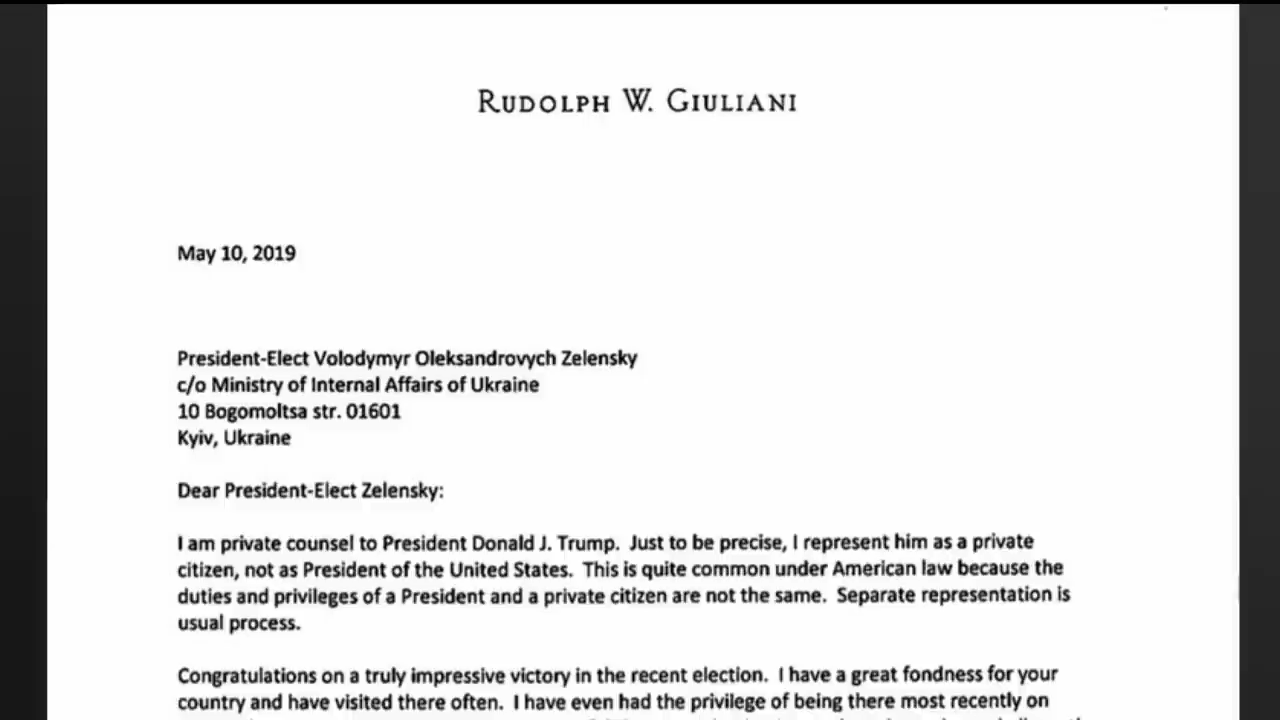 RUDOLPH W. GIULIANI
May 10, 2019
President-Elect Volodymyr Oleksandrovych Zelensky
c/o Ministry of Internal Affairs of Ukraine
10 Bogomoltsa str. 01601
Kyiv, Ukraine
Dear President-Elect Zelensky:
I am private counsel to President Donald J. Trump.  Just to be precise, I represent him as a private
citizen, not as President of the United States.  This is quite common under American law because the
duties and privileges of a President and a private citizen are not the same.  Separate representation is
usual process.
Congratulations on a truly impressive victory in the recent election.  I have a great fondness for your
country and have visited there often.  I have even had the privilege of being there most recently on